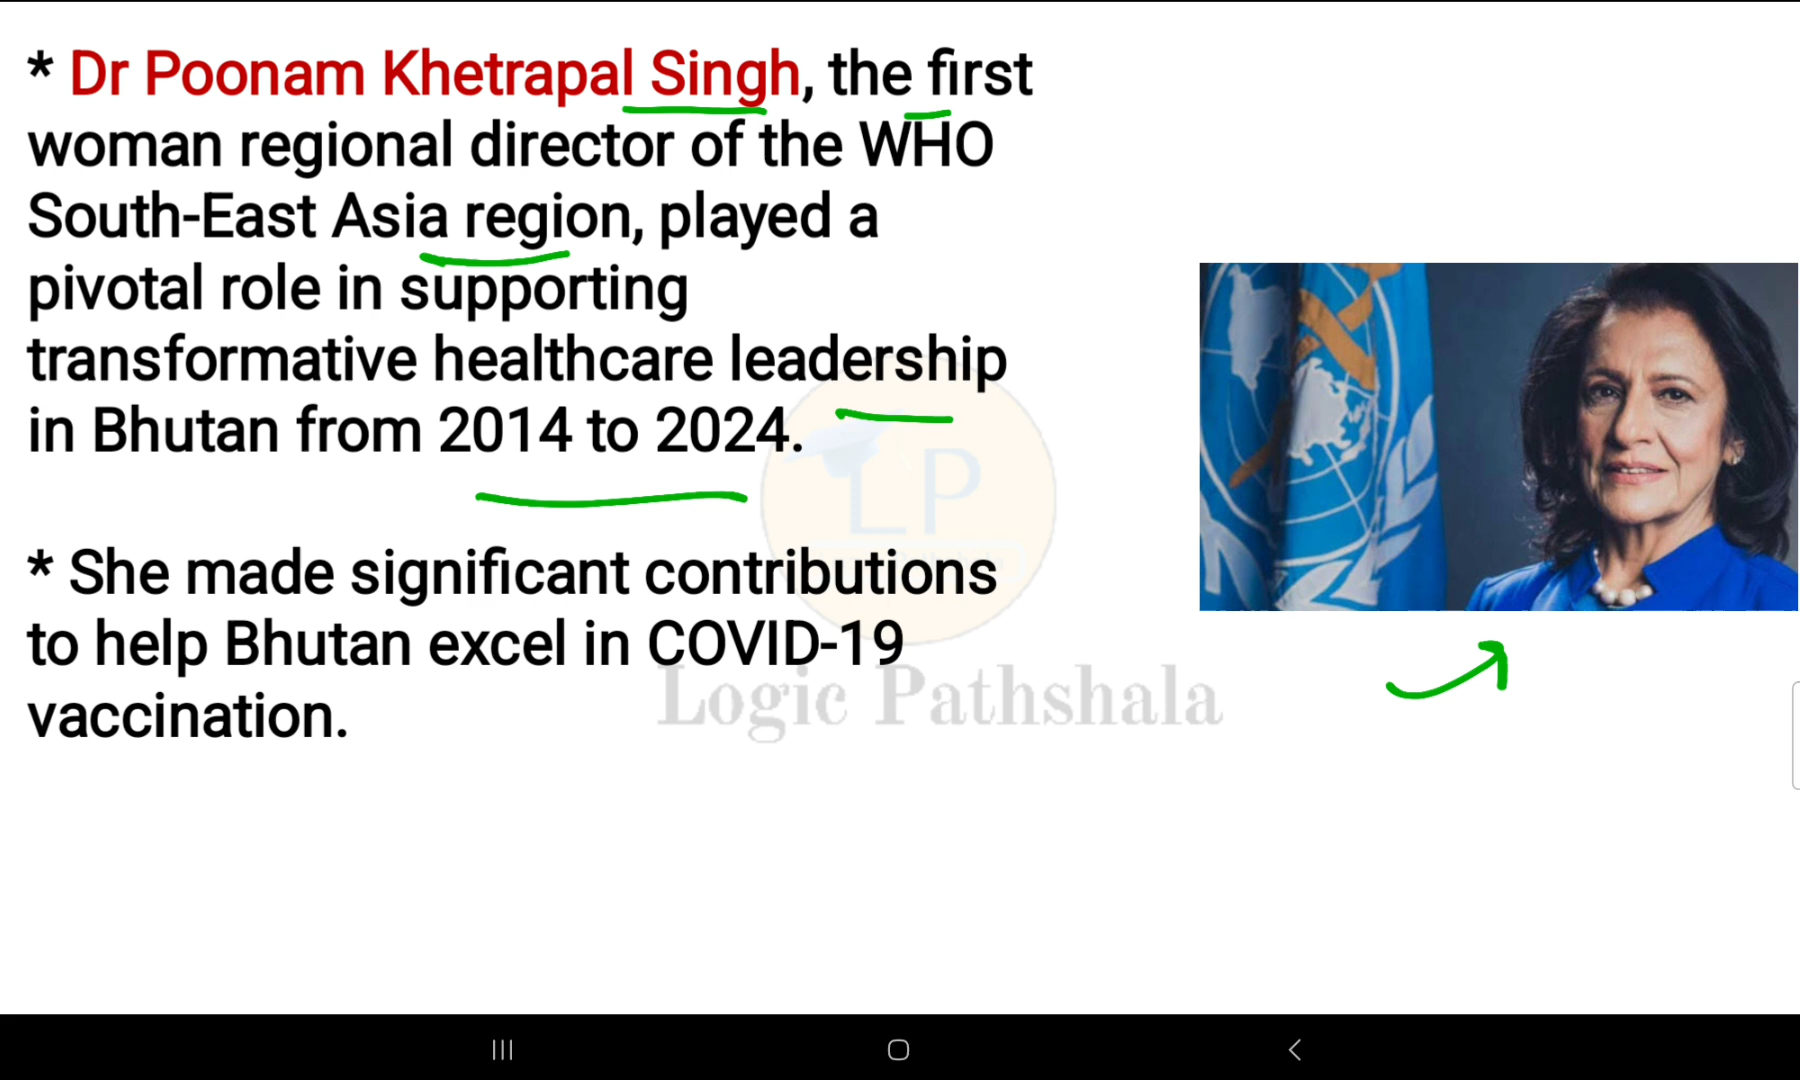 * Dr Poonam Khetrapal Singh, the first
woman regional director of the WHO
South-East Asia region, played a
pivotal role in supporting
transformative healthcare leadership
in Bhutan from 2014 to 2024.
* She made significant contributions
to help Bhutan excel in COVID-19
vaccination.
LP
Logic Pathshala